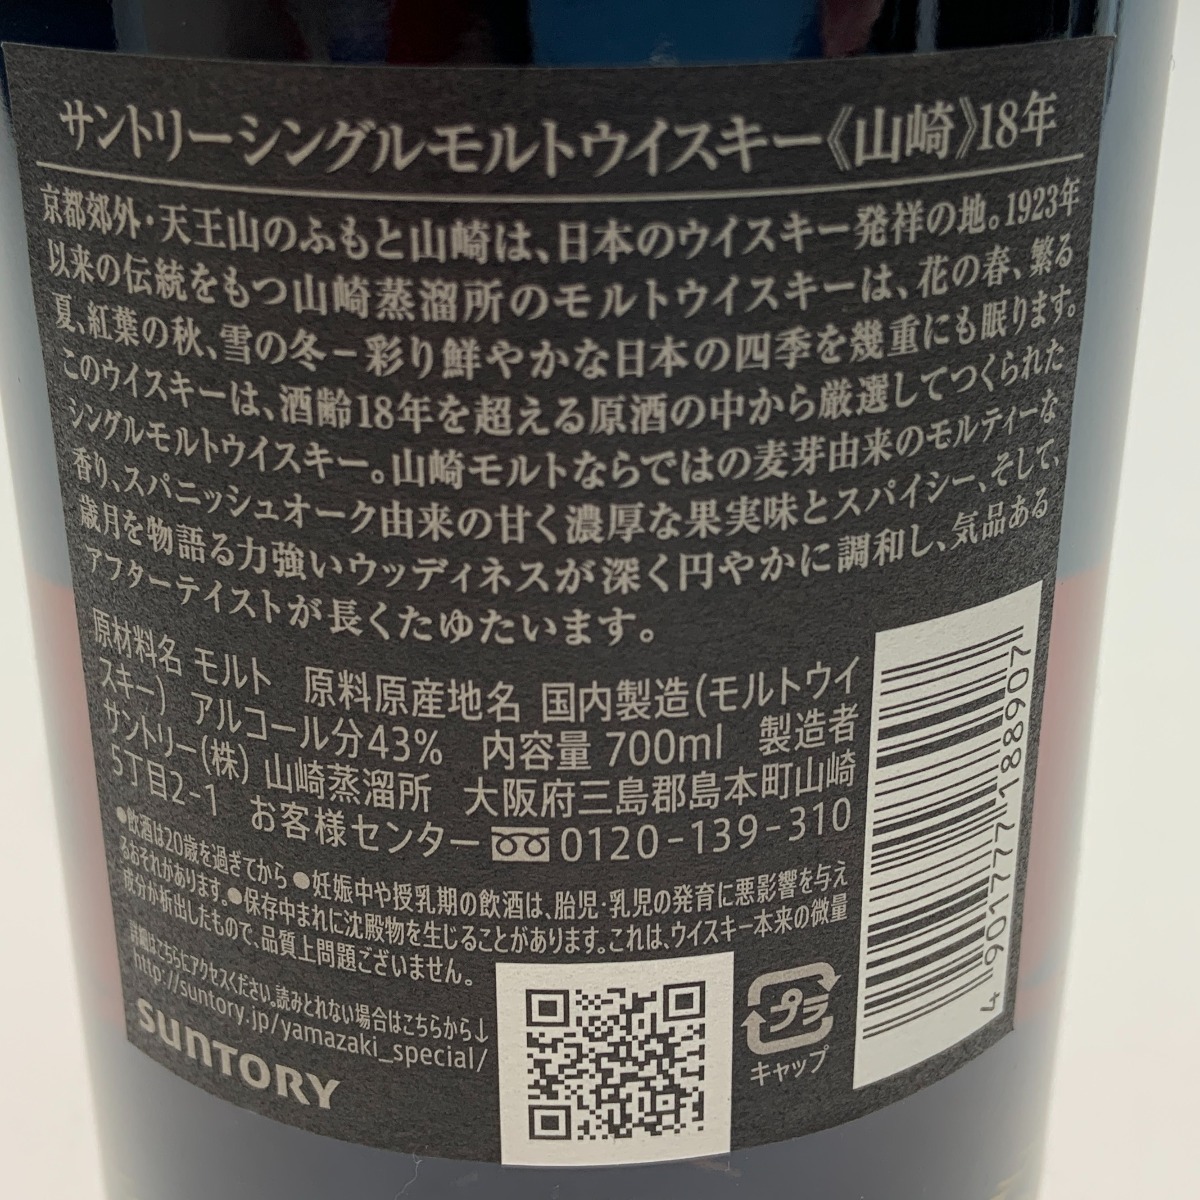 サントリーシングルモルトウイスキー《山崎》18年
京都郊外・天王山のふもと山崎は、日本のウイスキー発祥の地。1923年
以来の伝統をもつ山崎蒸溜所のモルトウイスキーは、花の春、繁る
夏、紅葉の秋、雪の冬－彩り鮮やかな日本の四季を幾重にも眠ります。
このウイスキーは、酒齢18年を超える原酒の中から厳選してつくられた
シングルモルトウイスキー。山崎モルトならではの麦芽由来のモルティーな
香り、スパニッシュオーク由来の甘く濃厚な果実味とスパイシー、そして、
歳月を物語る力強いウッディネスが深く円やかに調和し、気品ある
アフターテイストが長くたゆたいます。
原材料名 モルト 原料原産地名 国内製造(モルトウイ
スキー) アルコール分43% 内容量 700ml 製造者
サントリー(株) 山崎蒸溜所 大阪府三島郡島本町山崎
5丁目2-1 お客様センター 0120-139-310
●飲酒は20歳を過ぎてから ●妊娠中や授乳期の飲酒は、胎児・乳児の発育に悪影響を与え
るおそれがあります。●保存中まれに沈殿物を生じることがあります。これは、ウイスキー本来の微量
成分が析出したもので、品質上問題ございません。
詳細はこちらにアクセスください。読みとれない場合はこちらから↓
http://suntory.jp/yamazaki_special/
SUNTORY
プラ
キャップ
4 901777 188907